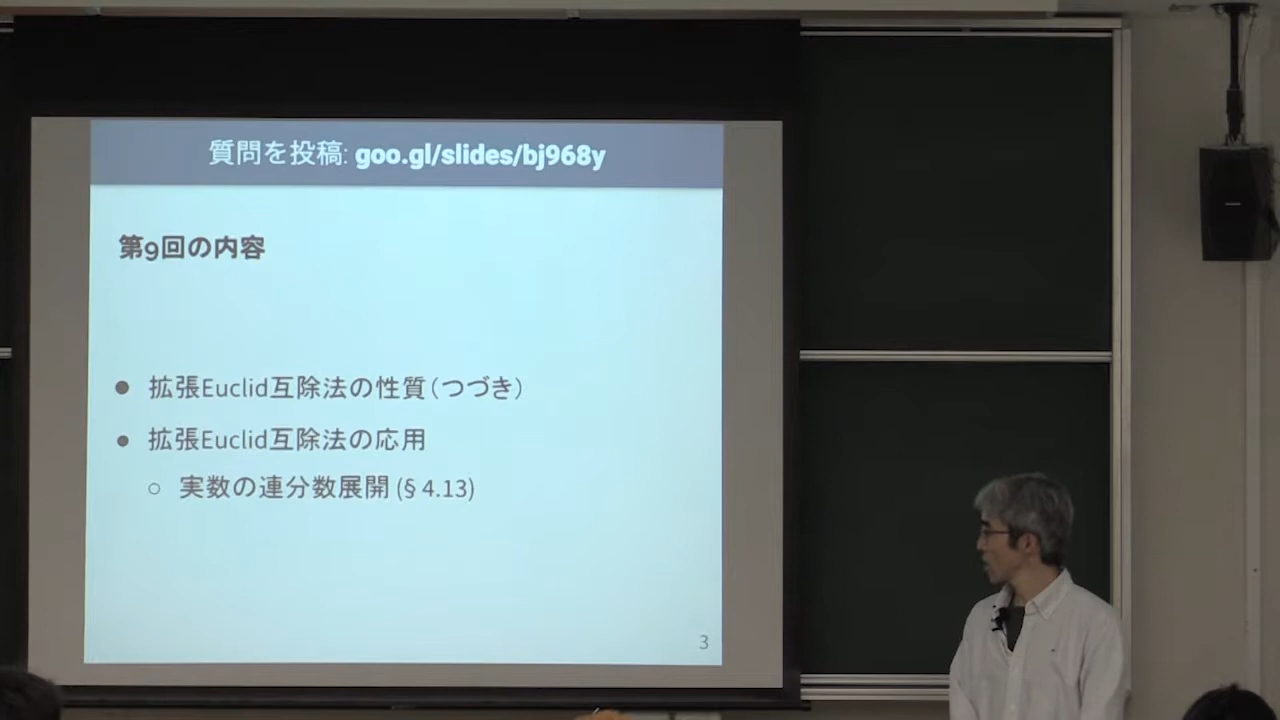 質問を投稿: goo.gl/slides/bj968y
第9回の内容
● 拡張Euclid互除法の性質（つづき）
● 拡張Euclid互除法の応用
○ 実数の連分数展開 (§ 4.13)
3